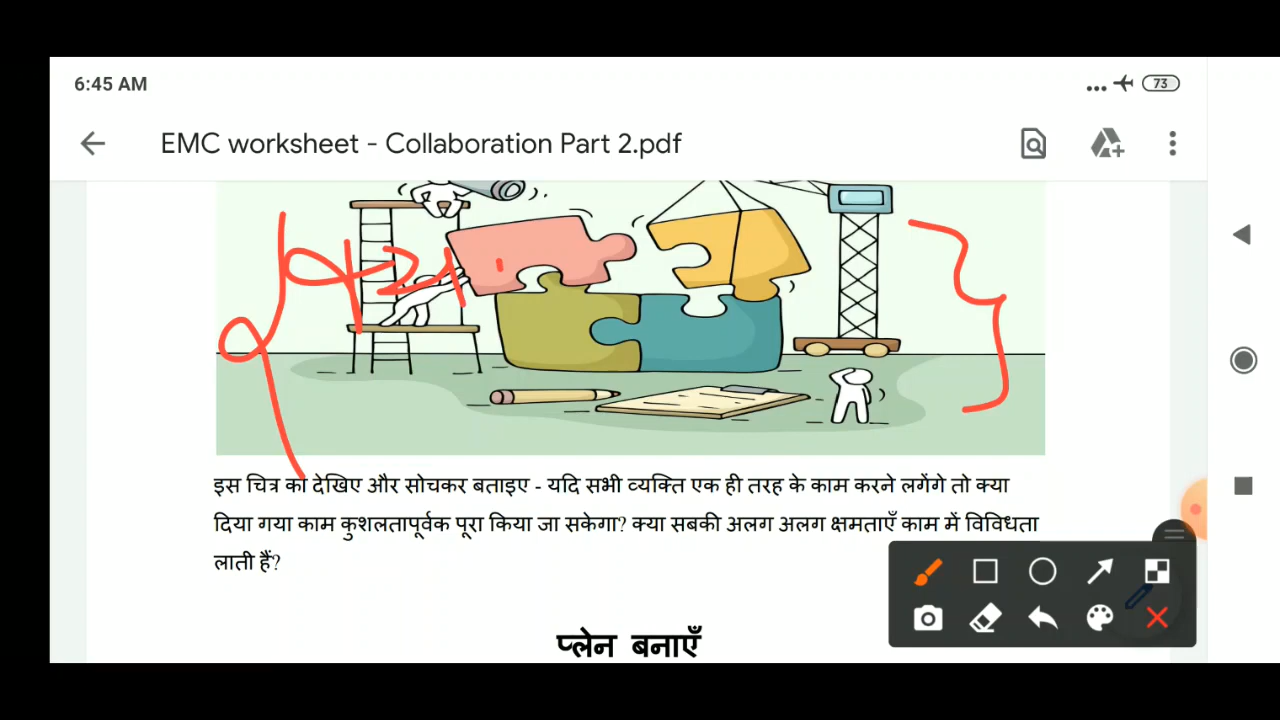 6:45 AM
73
EMC worksheet - Collaboration Part 2.pdf
इस चित्र को देखिए और सोचकर बताइए - यदि सभी व्यक्ति एक ही तरह के काम करने लगेंगे तो क्या
दिया गया काम कुशलतापूर्वक पूरा किया जा सकेगा? क्या सबकी अलग अलग क्षमताएँ काम में विविधता
लाती हैं?
प्लेन बनाएँ